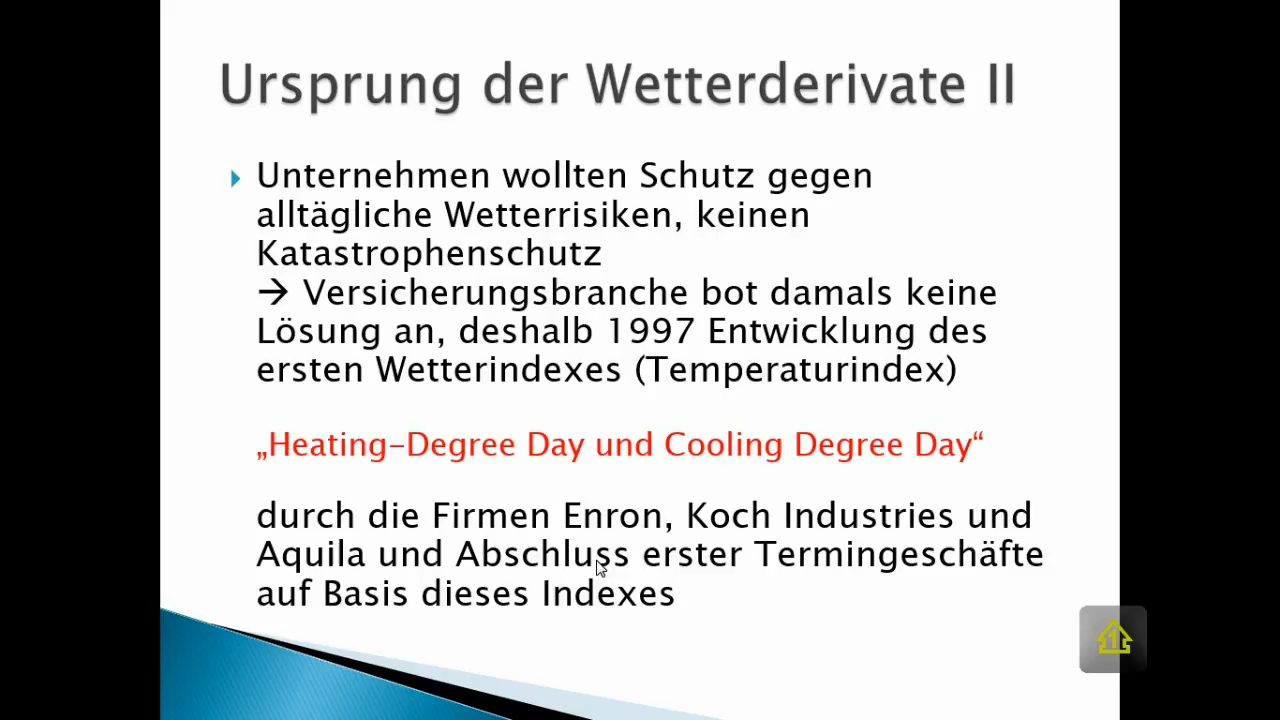 Ursprung der Wetterderivate II
Unternehmen wollten Schutz gegen
alltägliche Wetterrisiken, keinen
Katastrophenschutz
→ Versicherungsbranche bot damals keine
Lösung an, deshalb 1997 Entwicklung des
ersten Wetterindexes (Temperaturindex)
„Heating-Degree Day und Cooling Degree Day“
durch die Firmen Enron, Koch Industries und
Aquila und Abschluss erster Termingeschäfte
auf Basis dieses Indexes
1